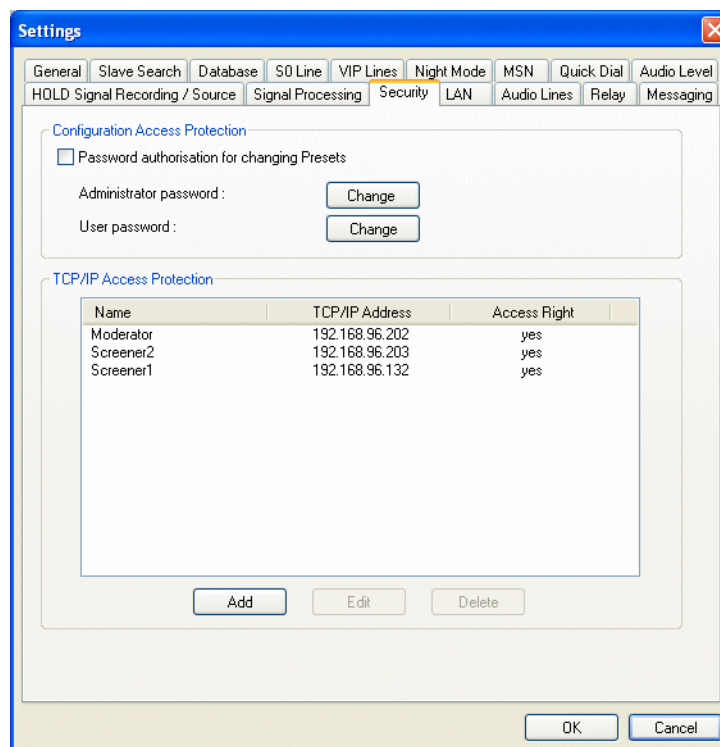 Settings
General Slave Search Database S0 Line VIP Lines Night Mode MSN Quick Dial Audio Level
HOLD Signal Recording / Source Signal Processing Security LAN Audio Lines Relay Messaging
Configuration Access Protection
Password authorisation for changing Presets
Administrator password : Change
User password : Change
TCP/IP Access Protection
Name TCP/IP Address Access Right
Moderator 192.168.96.202 yes
Screener2 192.168.96.203 yes
Screener1 192.168.96.132 yes
Add Edit Delete
OK Cancel